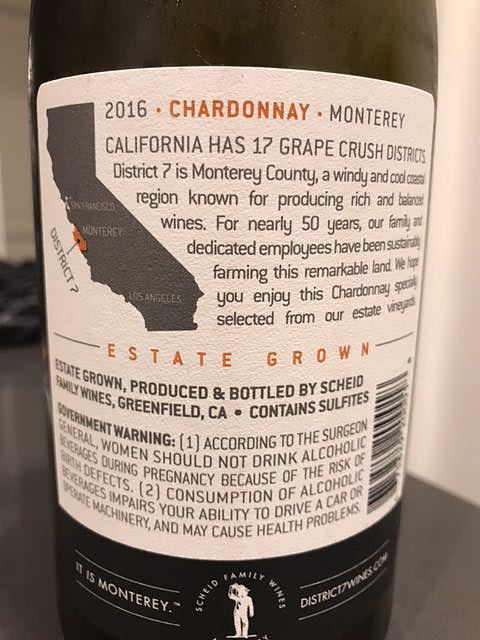 2016 · CHARDONNAY · MONTEREY
CALIFORNIA HAS 17 GRAPE CRUSH DISTRICTS.
District 7 is Monterey County, a windy and cool coastal
region known for producing rich and balanced
wines. For nearly 50 years, our family and
dedicated employees have been sustainably
farming this remarkable land. We hope
you enjoy this Chardonnay specially
selected from our estate vineyards.
SAN FRANCISCO
MONTEREY
DISTRICT 7
LOS ANGELES
ESTATE GROWN
ESTATE GROWN, PRODUCED & BOTTLED BY SCHEID
FAMILY WINES, GREENFIELD, CA • CONTAINS SULFITES
GOVERNMENT WARNING: (1) ACCORDING TO THE SURGEON
GENERAL, WOMEN SHOULD NOT DRINK ALCOHOLIC
BEVERAGES DURING PREGNANCY BECAUSE OF THE RISK OF
BIRTH DEFECTS. (2) CONSUMPTION OF ALCOHOLIC
BEVERAGES IMPAIRS YOUR ABILITY TO DRIVE A CAR OR
OPERATE MACHINERY, AND MAY CAUSE HEALTH PROBLEMS.
IT IS MONTEREY.™
SCHEID FAMILY WINES
DISTRICT7WINES.COM